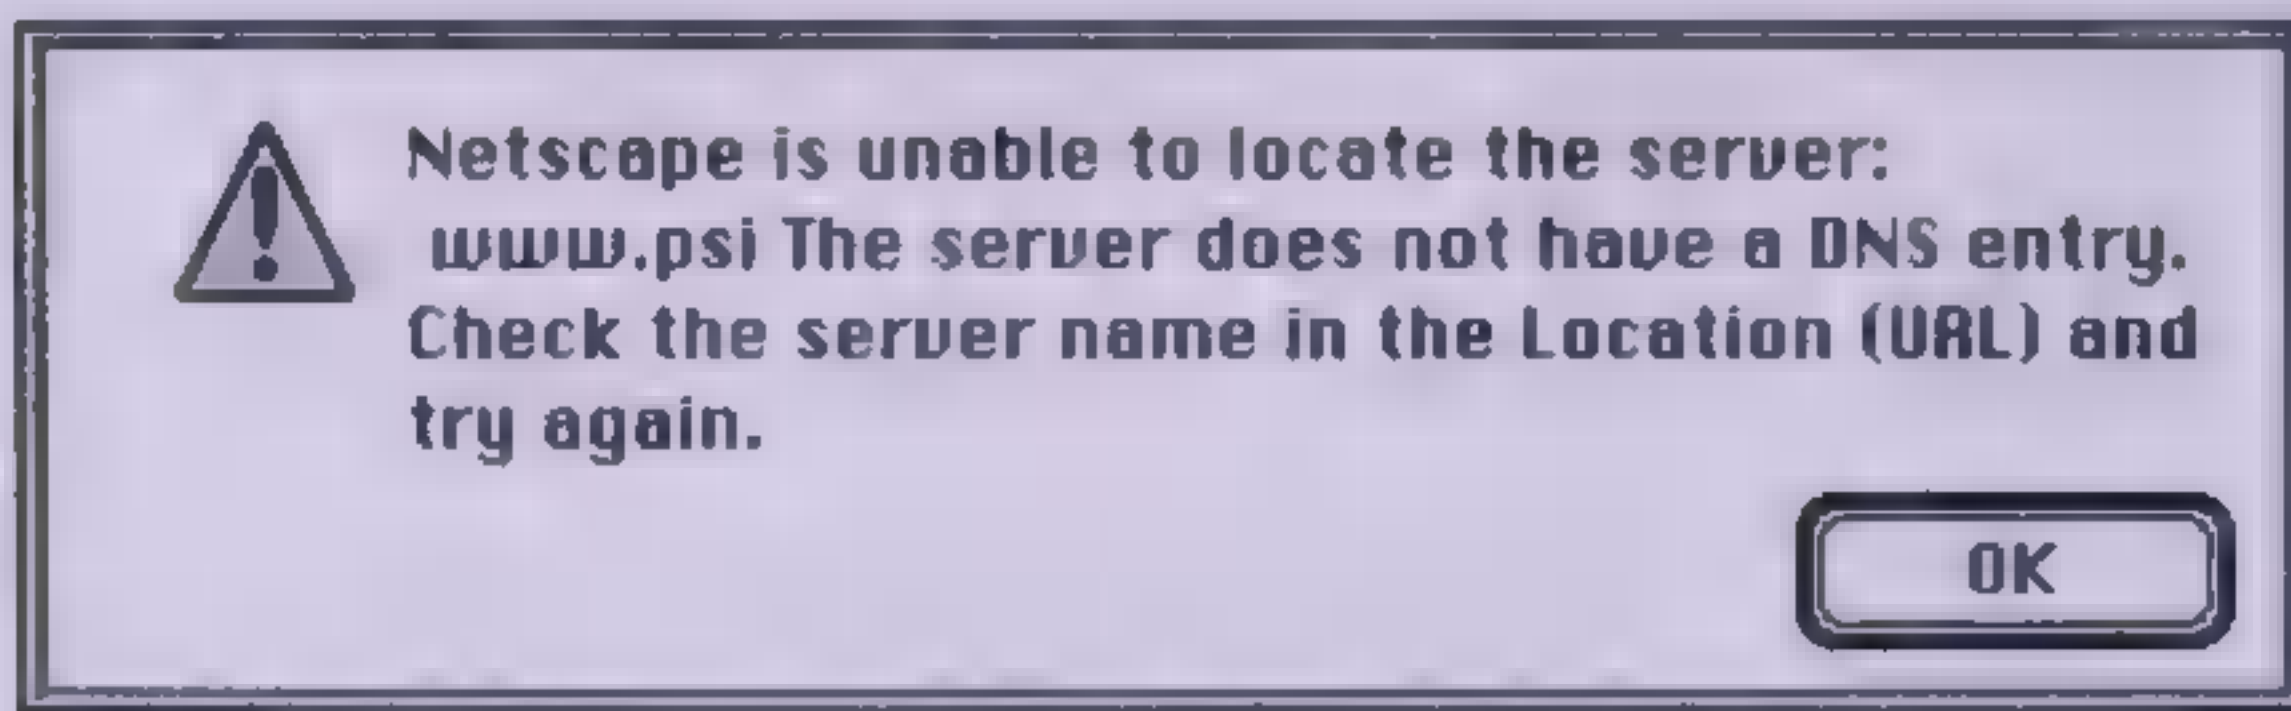 Netscape is unable to locate the server:
www.psi The server does not have a DNS entry.
Check the server name in the Location (URL) and
try again.
OK